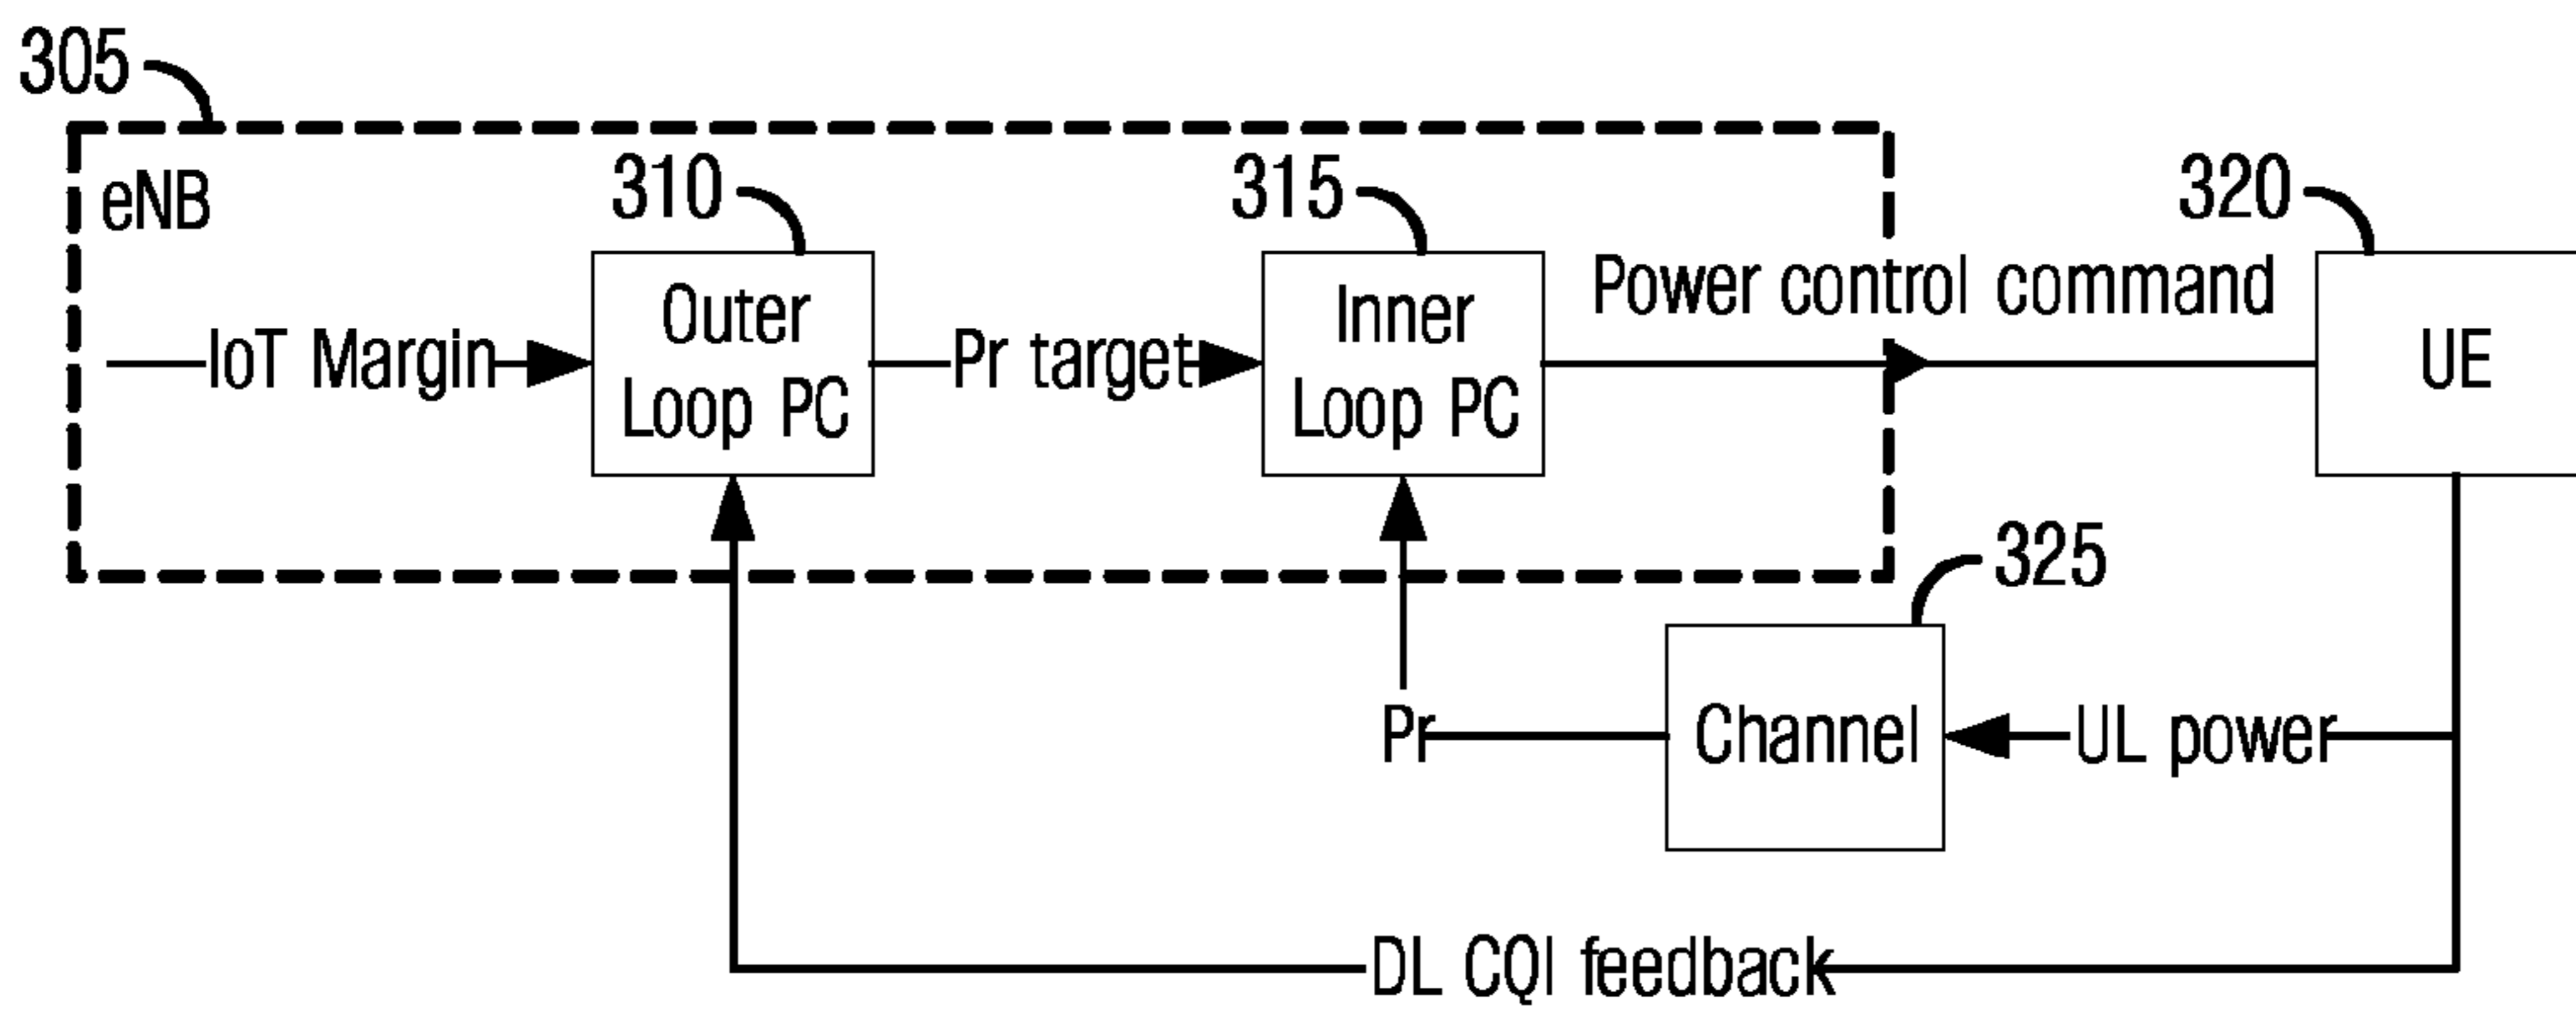 305
eNB
310
315
320
Outer
Loop PC
Inner
Loop PC
Power control command
IoT Margin
Pr target
UE
325
Pr
Channel
UL power
DL CQI feedback